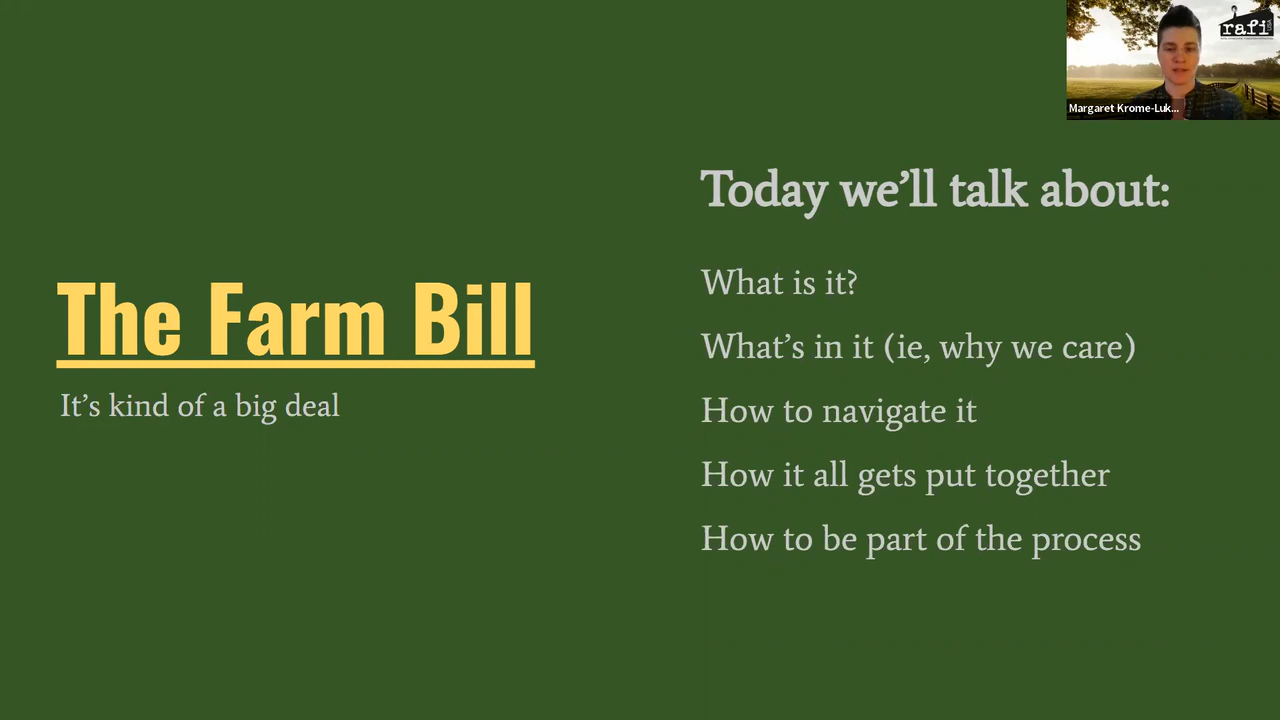 The Farm Bill
It's kind of a big deal
Today we'll talk about:
What is it?
What's in it (ie, why we care)
How to navigate it
How it all gets put together
How to be part of the process
rafi
Margaret Krome-Luk...